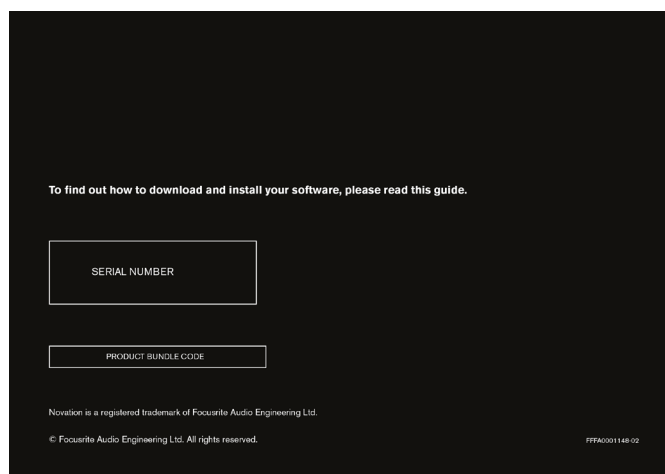 To find out how to download and install your software, please read this guide.
SERIAL NUMBER
PRODUCT BUNDLE CODE
Novation is a registered trademark of Focusrite Audio Engineering Ltd.
© Focusrite Audio Engineering Ltd. All rights reserved.
FFFA0001148-02